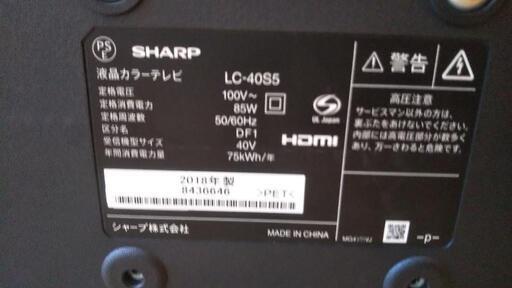 PS E
SHARP
液晶カラーテレビ LC-40S5
定格電圧 100V~
定格消費電力 85W
定格周波数 50/60Hz
区分名 DF1
受信機型サイズ 40V
年間消費電力量 75kWh/年
UL Japan
HDMI
2018年製
8436646 >PET<
シャープ株式会社 MADE IN CHINA
警告
高圧注意
サービスマン以外の方は、
裏ぶたをあけないでください。
内部には高電圧部分が数多く
あり、万一さわると危険です。
-p-